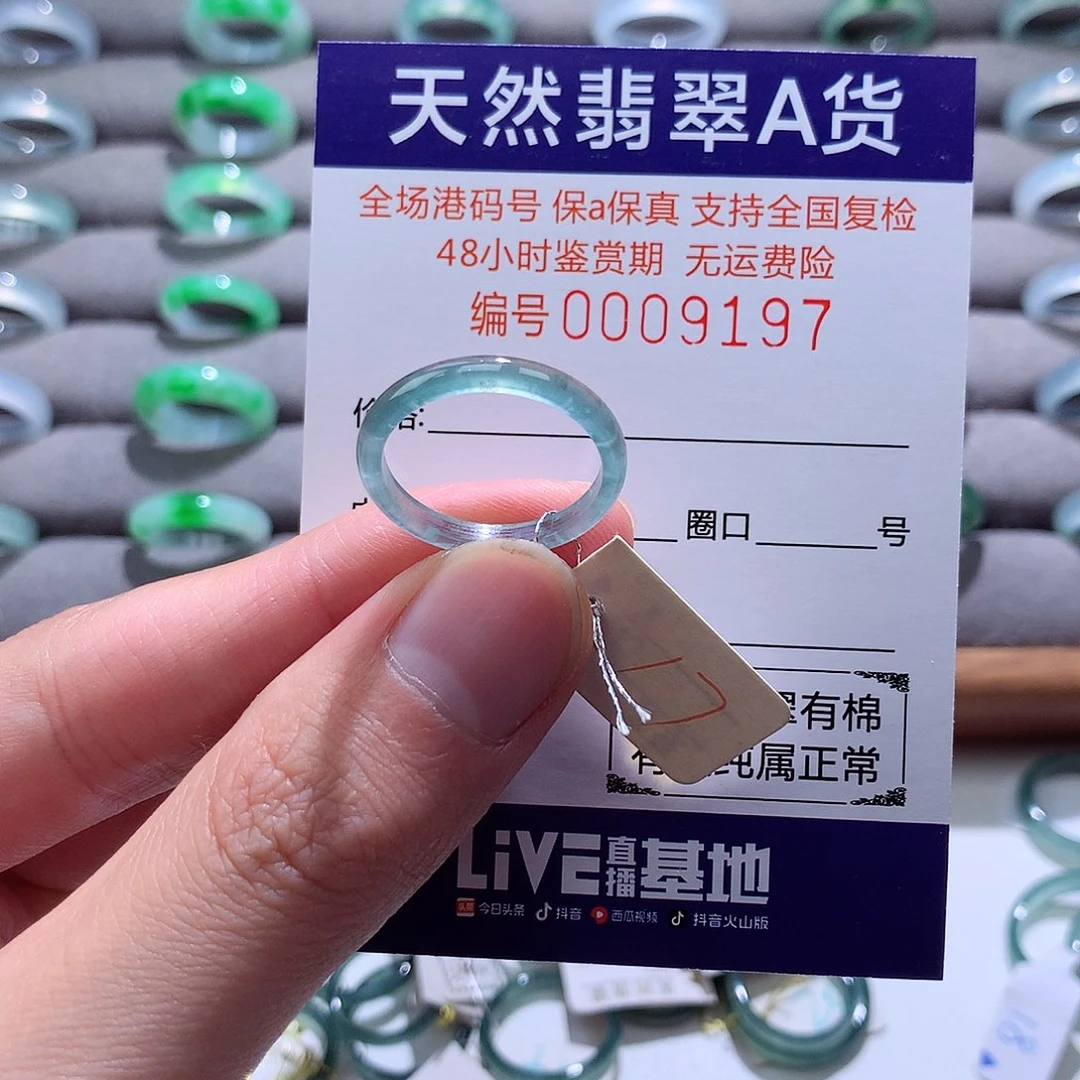 天然翡翠A货
全场港码号 保a保真 支持全国复检
48小时鉴赏期 无运费险
编号0009197
圈口 号
有棉
纯属正常
LiVE直播基地
今日头条 抖音 西瓜视频 抖音火山版
18